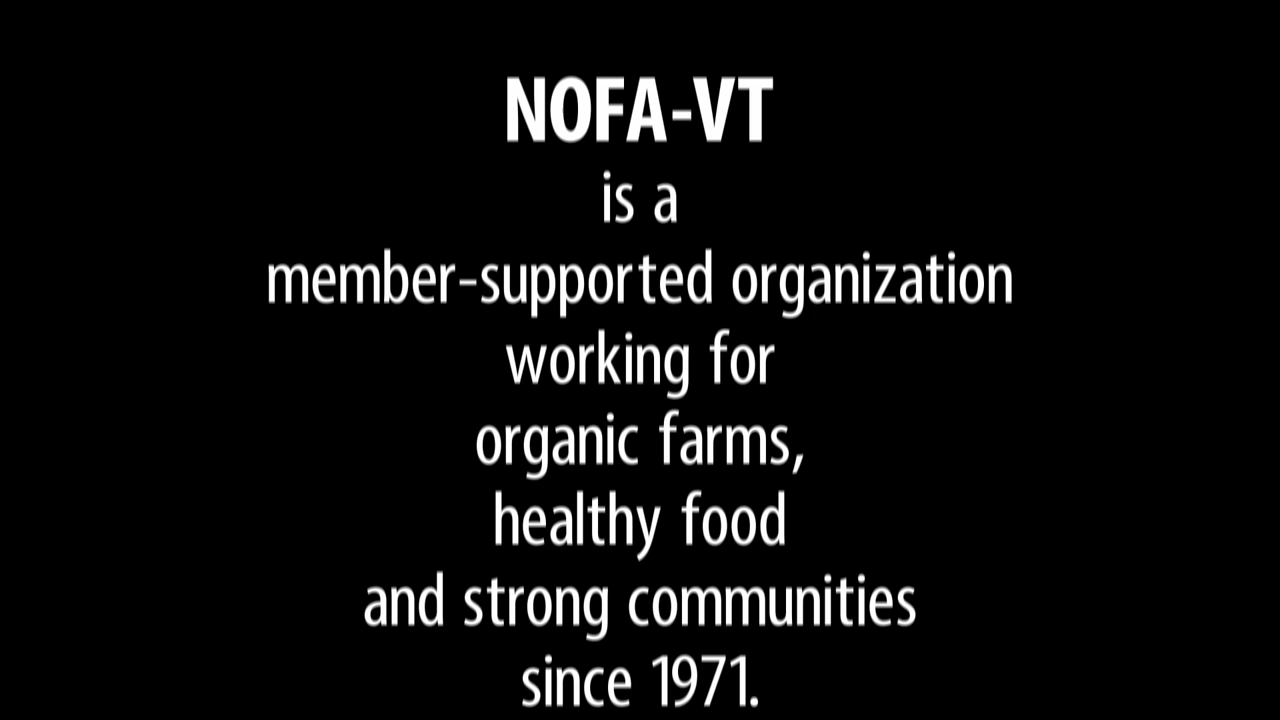 NOFA-VT
is a
member-supported organization
working for
organic farms,
healthy food
and strong communities
since 1971.